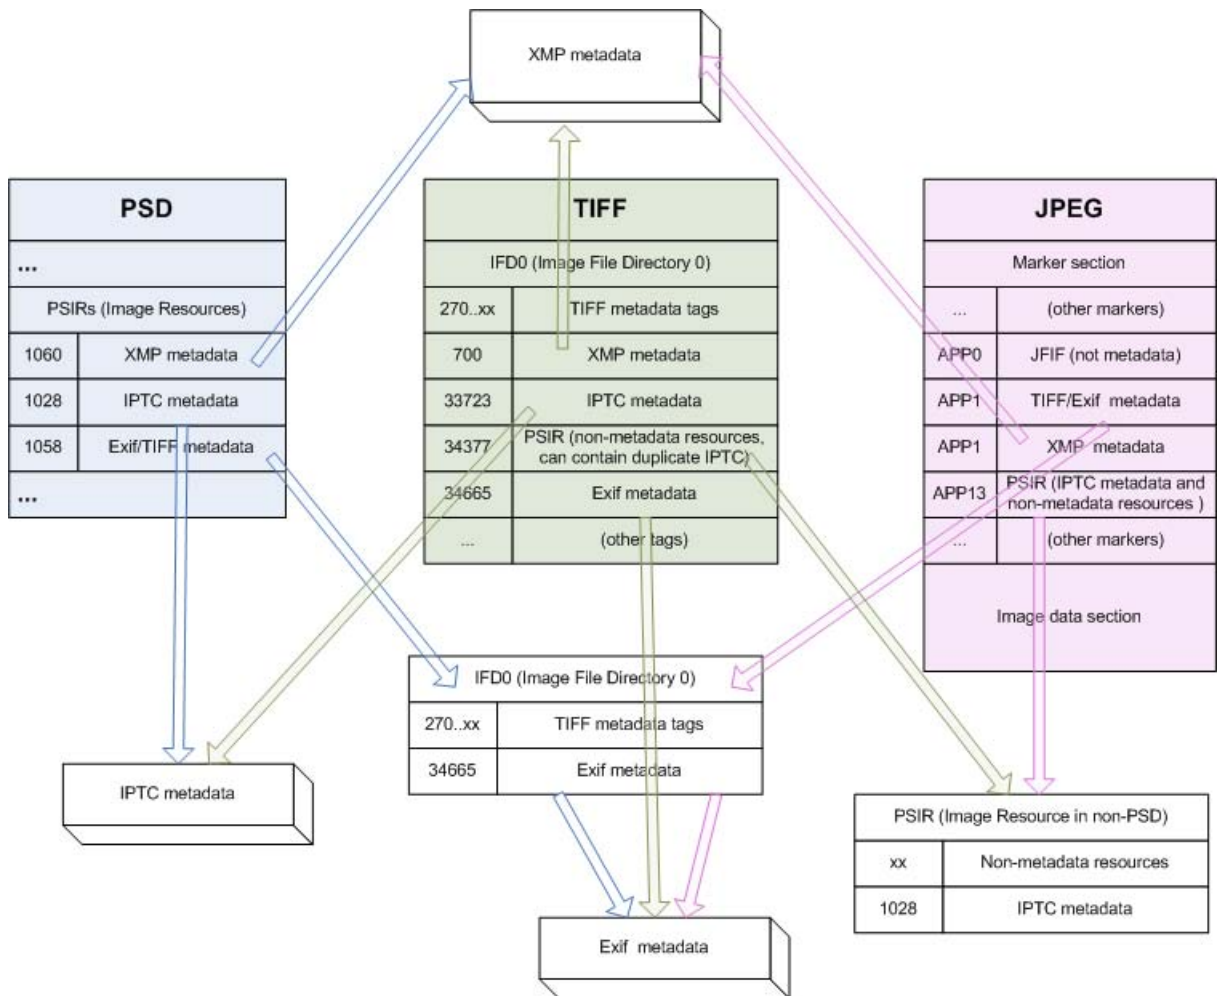 XMP metadata
PSD
...
PSIRs (Image Resources)
1060 XMP metadata
1028 IPTC metadata
1058 Exif/TIFF metadata
...
TIFF
IFD0 (Image File Directory 0)
270..xx TIFF metadata tags
700 XMP metadata
33723 IPTC metadata
34377 PSIR (non-metadata resources,
can contain duplicate IPTC)
34665 Exif metadata
... (other tags)
JPEG
Marker section
... (other markers)
APP0 JFIF (not metadata)
APP1 TIFF/Exif metadata
APP1 XMP metadata
APP13 PSIR (IPTC metadata and
non-metadata resources )
... (other markers)
Image data section
IFD0 (Image File Directory 0)
270..xx TIFF metadata tags
34665 Exif metadata
IPTC metadata
PSIR (Image Resource in non-PSD)
xx Non-metadata resources
1028 IPTC metadata
Exif metadata